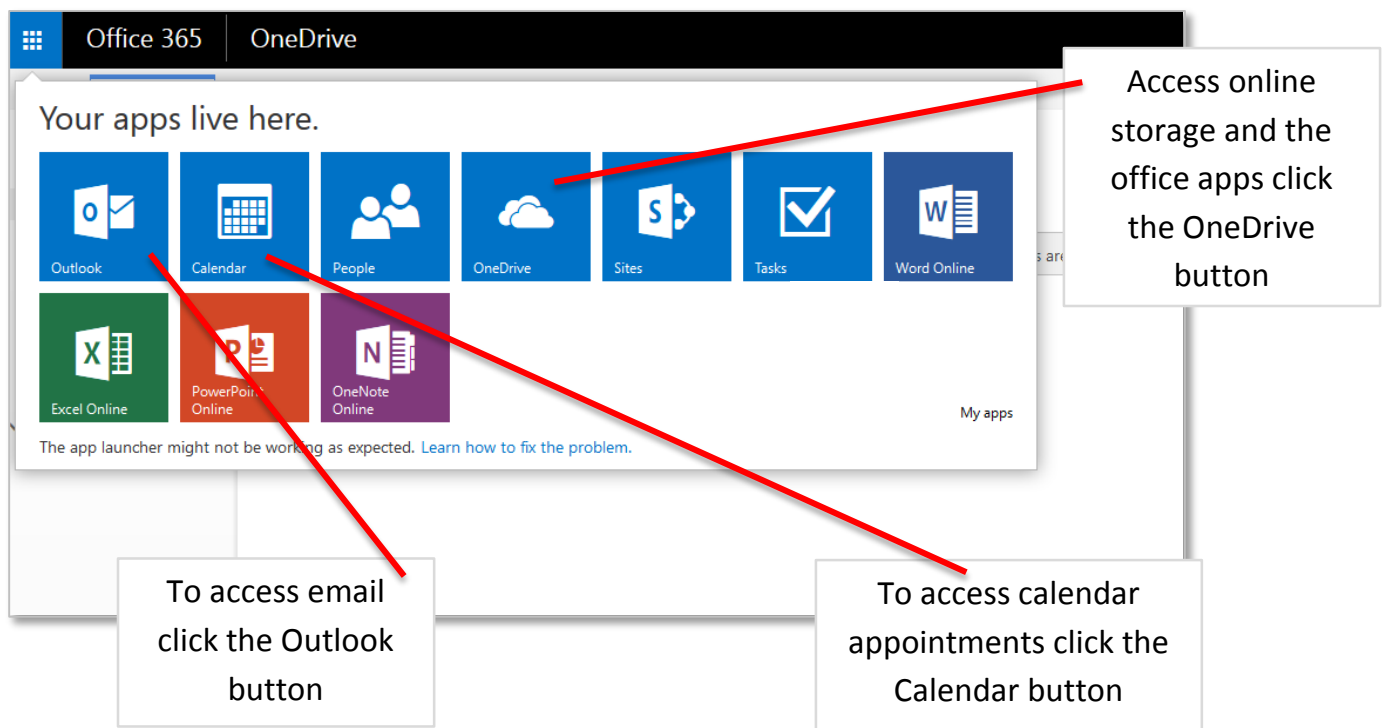 Office 365 OneDrive
Your apps live here.
Outlook Calendar People OneDrive Sites Tasks Word Online
Excel Online PowerPoint Online OneNote Online
My apps
The app launcher might not be working as expected. Learn how to fix the problem.
Access online
storage and the
office apps click
the OneDrive
button
To access email
click the Outlook
button
To access calendar
appointments click the
Calendar button